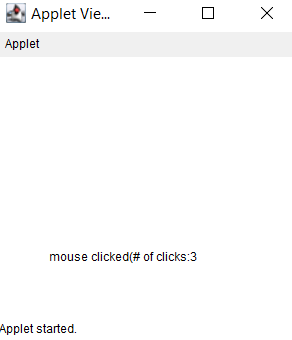 Applet Vie...
Applet
mouse clicked(# of clicks:3
Applet started.